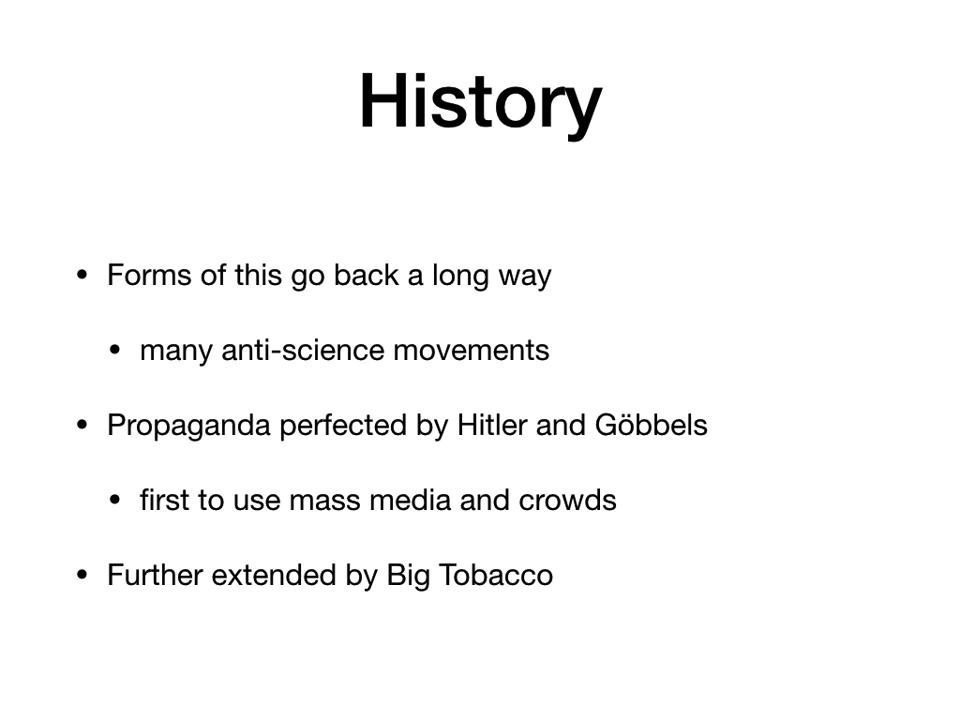 History
• Forms of this go back a long way
• many anti-science movements
• Propaganda perfected by Hitler and Göbbels
• first to use mass media and crowds
• Further extended by Big Tobacco